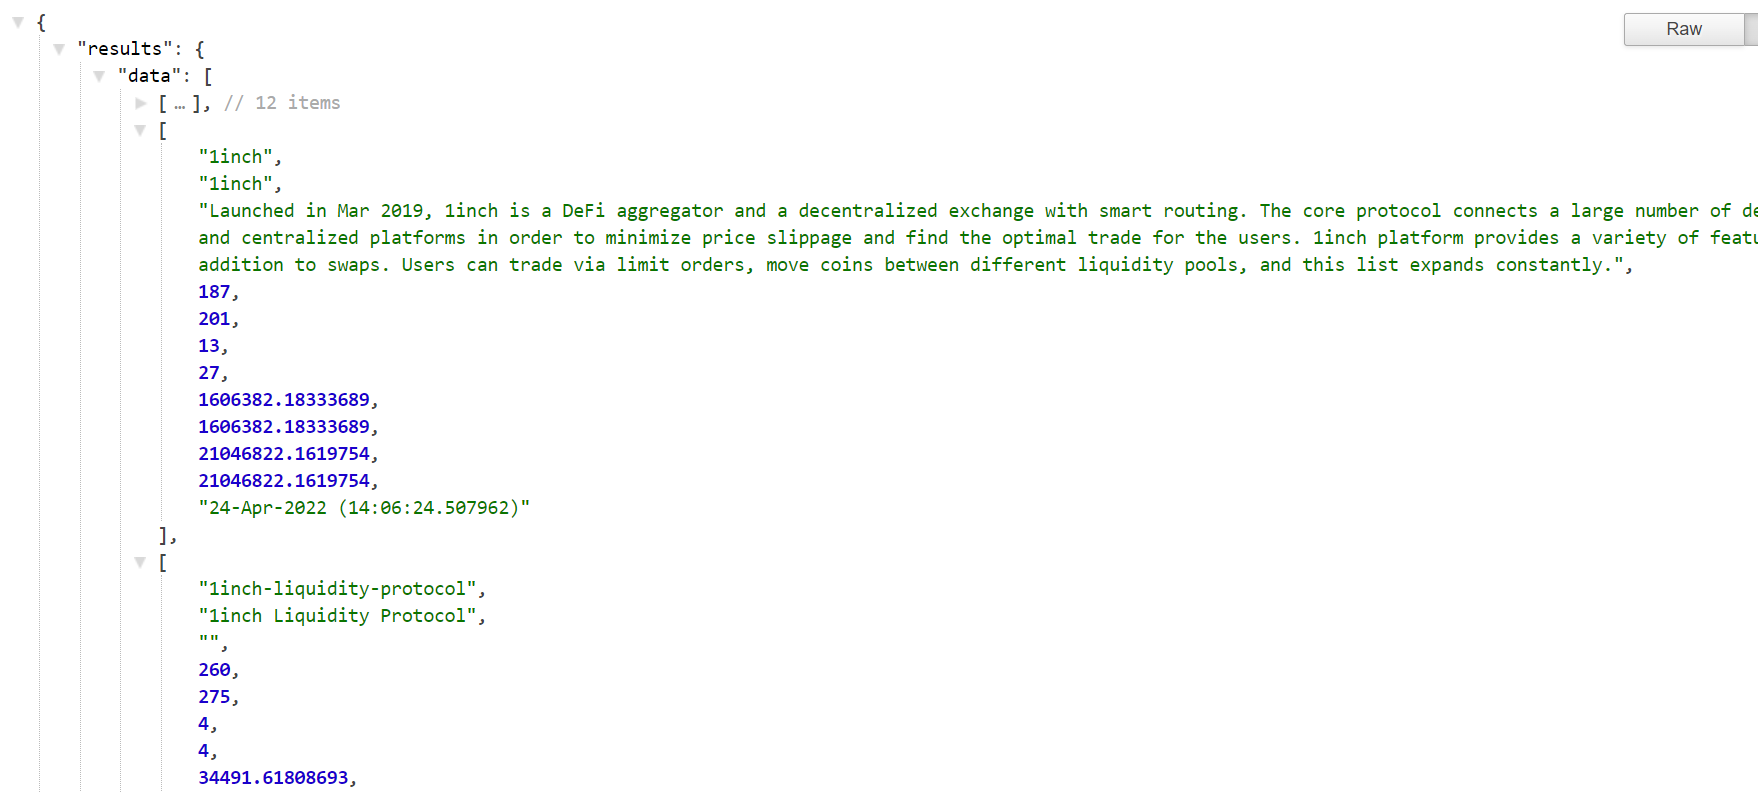 {
"results": {
"data": [
[ … ], // 12 items
[
"1inch",
"1inch",
"Launched in Mar 2019, 1inch is a DeFi aggregator and a decentralized exchange with smart routing. The core protocol connects a large number of
and centralized platforms in order to minimize price slippage and find the optimal trade for the users. 1inch platform provides a variety of
addition to swaps. Users can trade via limit orders, move coins between different liquidity pools, and this list expands constantly.",
187,
201,
13,
27,
1606382.18333689,
1606382.18333689,
21046822.1619754,
21046822.1619754,
"24-Apr-2022 (14:06:24.507962)"
],
[
"1inch-liquidity-protocol",
"1inch Liquidity Protocol",
"",
260,
275,
4,
4,
34491.61808693,
Raw